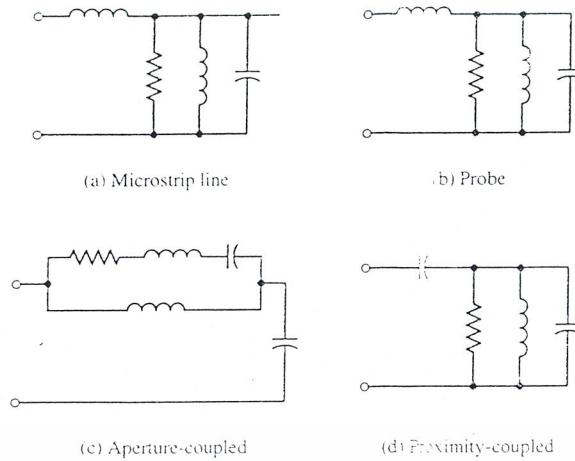 (a) Microstrip line
(b) Probe
(c) Aperture-coupled
(d) Proximity-coupled